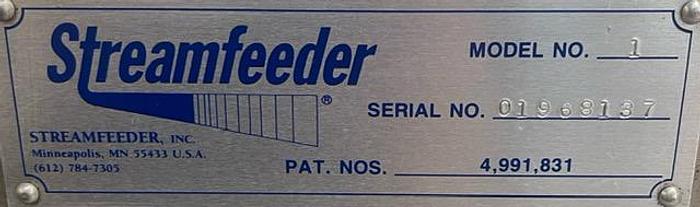 Streamfeeder®
MODEL NO. 1
SERIAL NO. 01968137
STREAMFEEDER, INC.
Minneapolis, MN 55433 U.S.A.
(612) 784-7305
PAT. NOS. 4,991,831